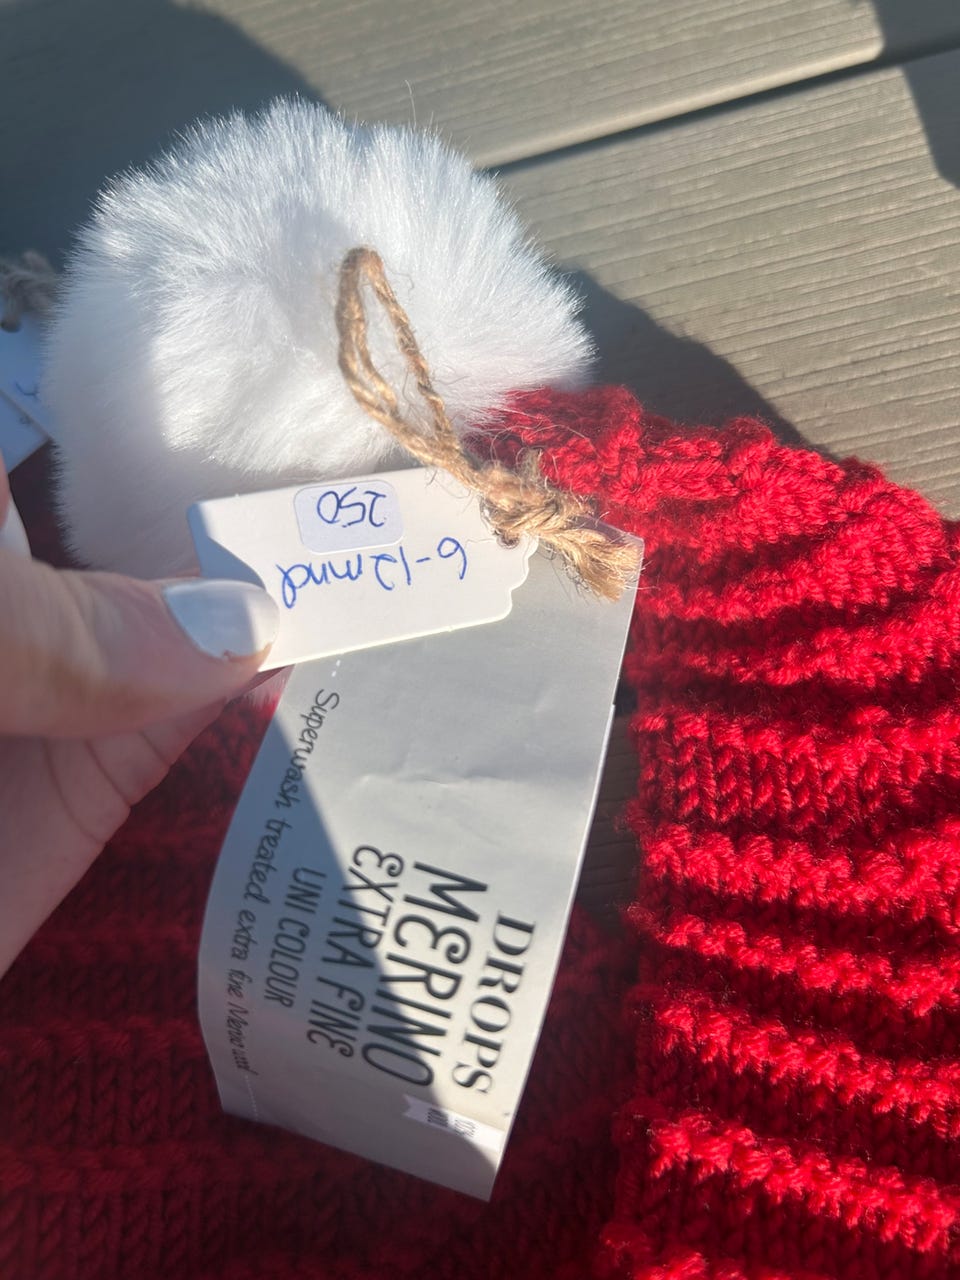 250
6-12mnd
DROPS
MERINO
EXTRA FINE
UNI COLOUR
Superwash treated extra fine Merino wool